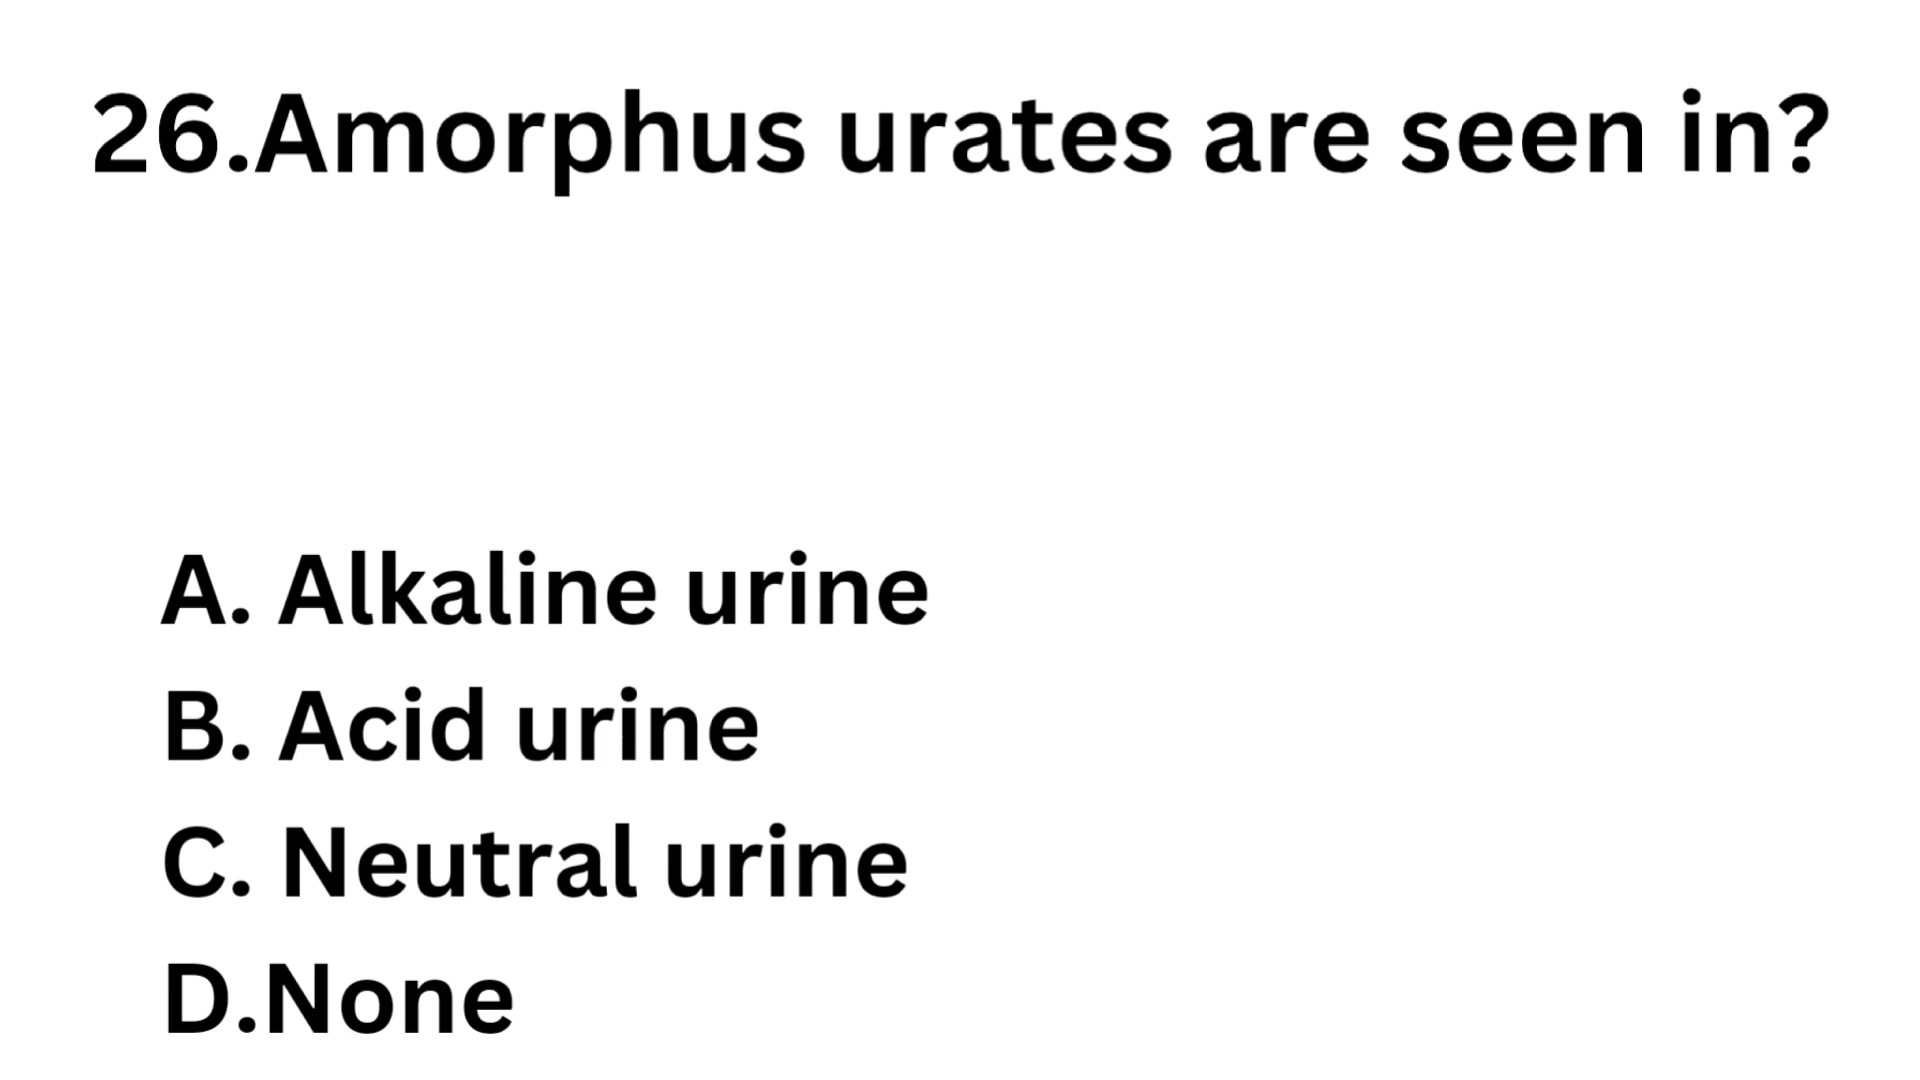 26.Amorphus urates are seen in?
A. Alkaline urine
B. Acid urine
C. Neutral urine
D.None